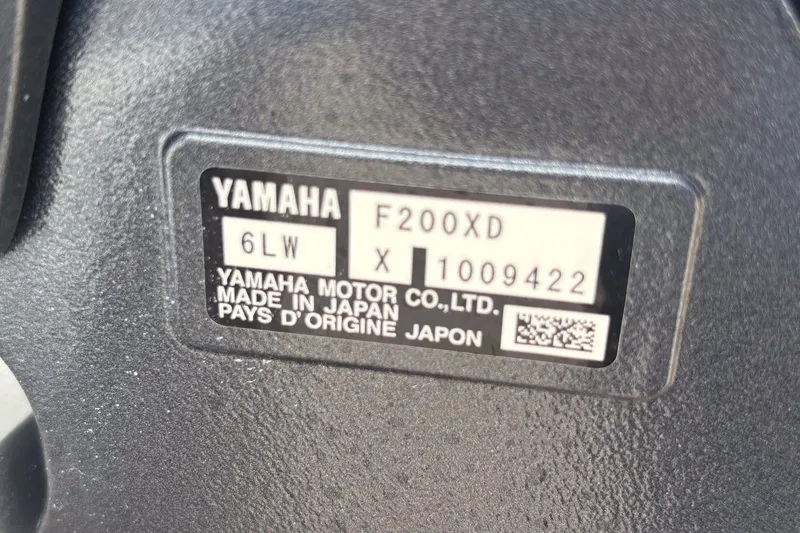 YAMAHA
F200XD
6LW
X 1009422
YAMAHA MOTOR CO.,LTD.
MADE IN JAPAN
PAYS D'ORIGINE JAPON